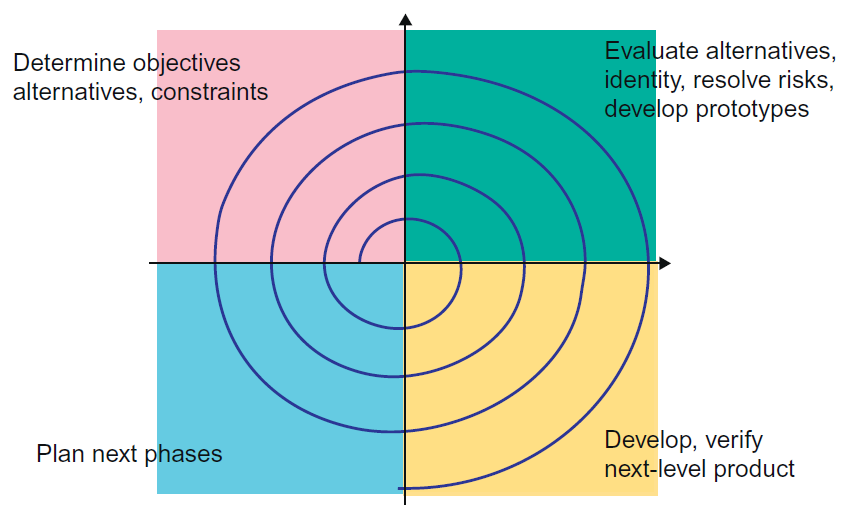 Determine objectives
alternatives, constraints
Evaluate alternatives,
identity, resolve risks,
develop prototypes
Plan next phases
Develop, verify
next-level product